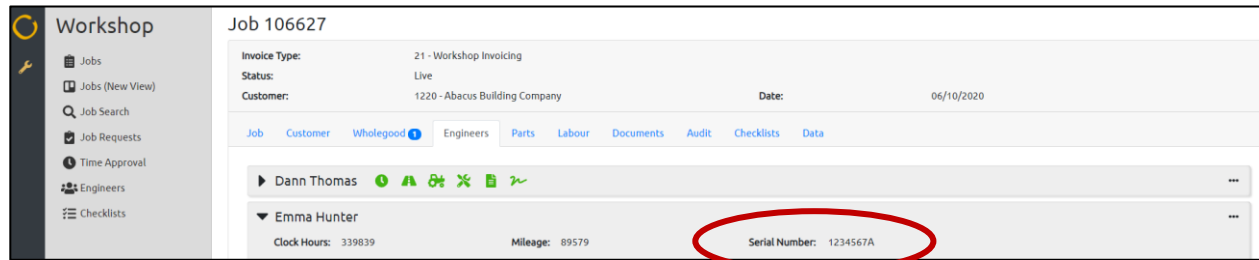 Workshop
Jobs
Jobs (New View)
Job Search
Job Requests
Time Approval
Engineers
Checklists
Job 106627
Invoice Type: 21 - Workshop Invoicing
Status: Live
Customer: 1220 - Abacus Building Company Date: 06/10/2020
Job Customer Wholegood 1 Engineers Parts Labour Documents Audit Checklists Data
Dann Thomas
Emma Hunter
Clock Hours: 339839 Mileage: 89579 Serial Number: 1234567A